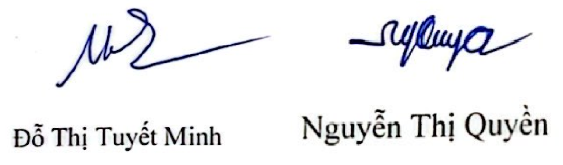 Đỗ Thị Tuyết Minh
Nguyễn Thị Quyền